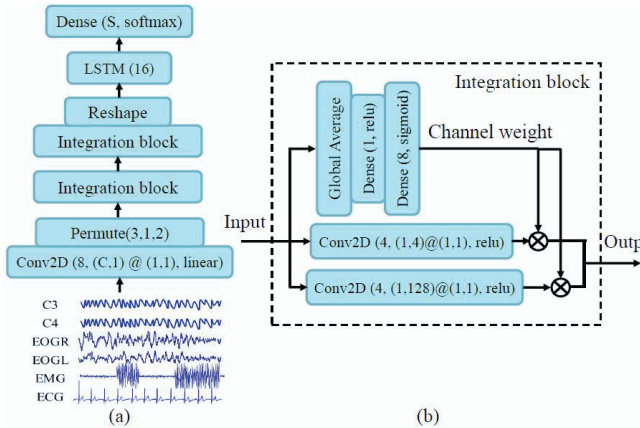 Dense (S, softmax)
LSTM (16)
Reshape
Integration block
Integration block
Permute(3,1,2)
Conv2D (8, (C,1) @ (1,1), linear)
C3
C4
EOGR
EOGL
EMG
ECG
(a)
Integration block
Global Average
Dense (1, relu)
Dense (8, sigmoid)
Channel weight
Input
Conv2D (4, (1,4)@(1,1), relu)
Conv2D (4, (1,128)@(1,1), relu)
Outp
(b)